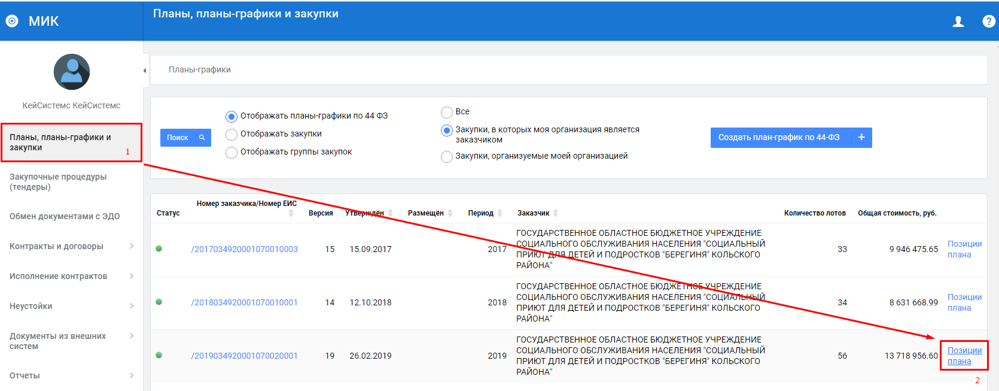 МИК
Планы, планы-графики и закупки
?
КейСистемс КейСистемс
Планы, планы-графики и
закупки
1
Закупочные процедуры
(тендеры)
Обмен документами с ЭДО
Контракты и договоры
Исполнение контрактов
Неустойки
Документы из внешних
систем
Отчеты
Планы-графики
Поиск
Отображать планы-графики по 44 ФЗ
Отображать закупки
Отображать группы закупок
Все
Закупки, в которых моя организация является
заказчиком
Закупки, организуемые моей организацией
Создать план-график по 44-ФЗ +
Статус Номер заказчика/Номер ЕИС Версия Утверждён Размещён Период Заказчик Количество лотов Общая стоимость, руб.
/2017034920001070010003 15 15.09.2017 2017 ГОСУДАРСТВЕННОЕ ОБЛАСТНОЕ БЮДЖЕТНОЕ УЧРЕЖДЕНИЕ
СОЦИАЛЬНОГО ОБСЛУЖИВАНИЯ НАСЕЛЕНИЯ "СОЦИАЛЬНЫЙ
ПРИЮТ ДЛЯ ДЕТЕЙ И ПОДРОСТКОВ "БЕРЕГИНЯ" КОЛЬСКОГО
РАЙОНА"
33 9 946 475.65 Позиции
плана
/2018034920001070010001 14 12.10.2018 2018 ГОСУДАРСТВЕННОЕ ОБЛАСТНОЕ БЮДЖЕТНОЕ УЧРЕЖДЕНИЕ
СОЦИАЛЬНОГО ОБСЛУЖИВАНИЯ НАСЕЛЕНИЯ "СОЦИАЛЬНЫЙ
ПРИЮТ ДЛЯ ДЕТЕЙ И ПОДРОСТКОВ "БЕРЕГИНЯ" КОЛЬСКОГО
РАЙОНА"
34 8 631 668.99 Позиции
плана
/2019034920001070020001 19 26.02.2019 2019 ГОСУДАРСТВЕННОЕ ОБЛАСТНОЕ БЮДЖЕТНОЕ УЧРЕЖДЕНИЕ
СОЦИАЛЬНОГО ОБСЛУЖИВАНИЯ НАСЕЛЕНИЯ "СОЦИАЛЬНЫЙ
ПРИЮТ ДЛЯ ДЕТЕЙ И ПОДРОСТКОВ "БЕРЕГИНЯ" КОЛЬСКОГО
РАЙОНА"
56 13 718 956.60 Позиции
плана
2